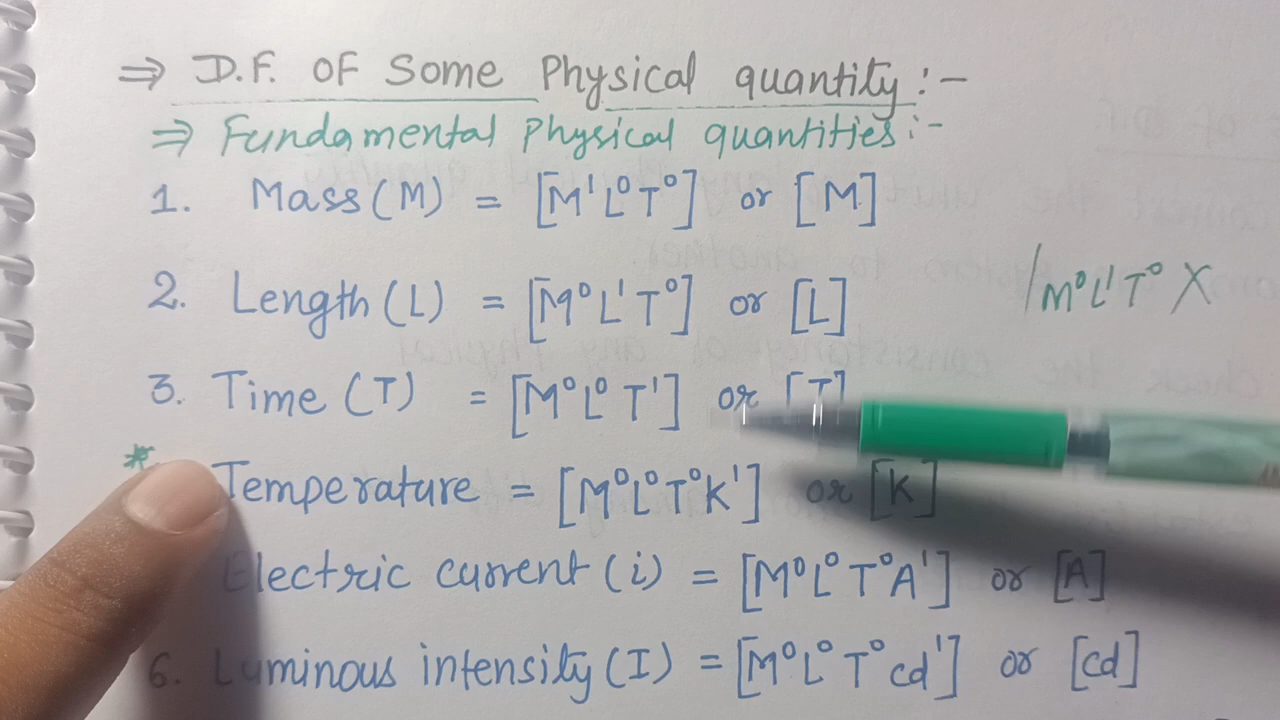 ⇒ D.F. OF Some Physical quantity :-
⇒ Fundamental Physical quantities :-
1. Mass (M) = [M¹L⁰T⁰] or [M]
2. Length (L) = [M⁰L¹T⁰] or [L]
/M⁰L¹T⁰ X
3. Time (T) = [M⁰L⁰T¹] or [T]
* Temperature = [M⁰L⁰T⁰K¹] or [K]
Electric current (i) = [M⁰L⁰T⁰A¹] or [A]
6. Luminous intensity (I) = [M⁰L⁰T⁰cd¹] or [cd]